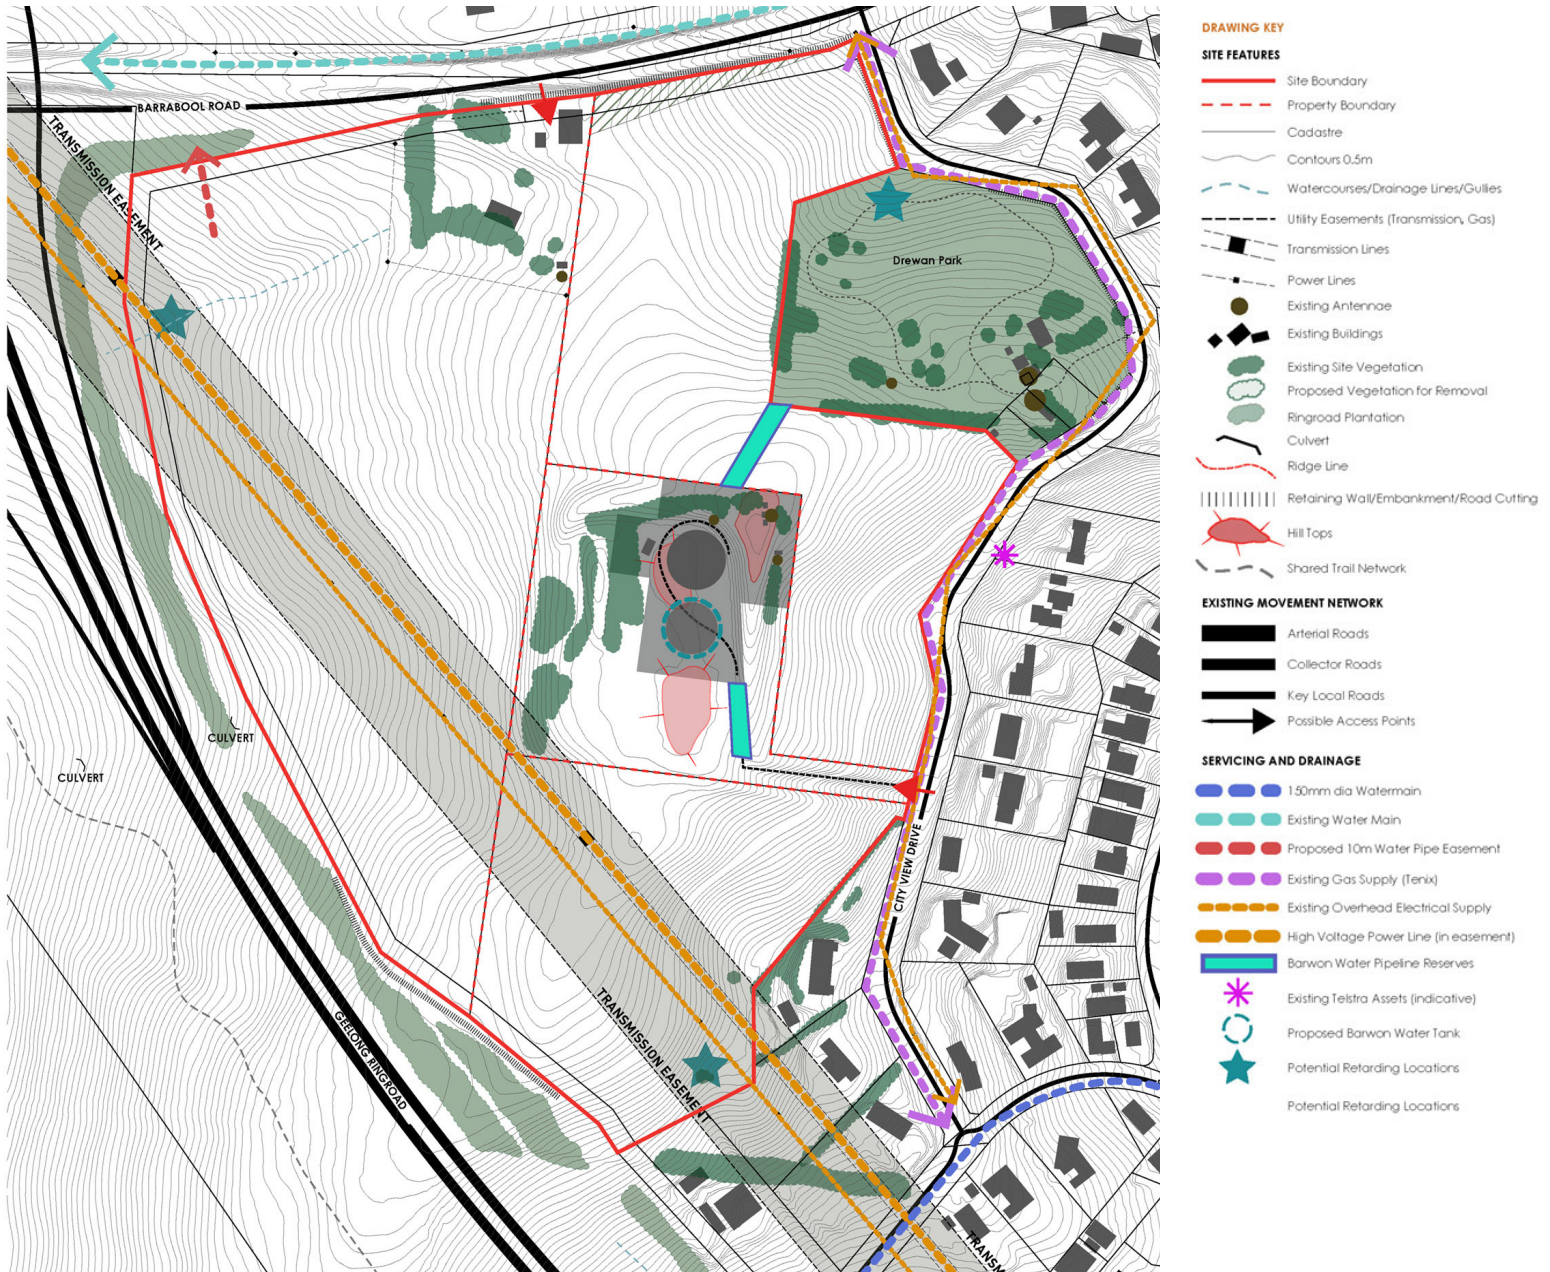 BARRABOOL ROAD
TRANSMISSION EASEMENT
Drewan Park
CULVERT
CULVERT
CITY VIEW DRIVE
GEELONG RINGROAD
TRANSMISSION EASEMENT
TRANSM
DRAWING KEY
SITE FEATURES
Site Boundary
Property Boundary
Cadastre
Contours 0.5m
Watercourses/Drainage Lines/Gullies
Utility Easements (Transmission, Gas)
Transmission Lines
Power Lines
Existing Antennae
Existing Buildings
Existing Site Vegetation
Proposed Vegetation for Removal
Ringroad Plantation
Culvert
Ridge Line
Retaining Wall/Embankment/Road Cutting
Hill Tops
Shared Trail Network
EXISTING MOVEMENT NETWORK
Arterial Roads
Collector Roads
Key Local Roads
Possible Access Points
SERVICING AND DRAINAGE
150mm dia Watermain
Existing Water Main
Proposed 10m Water Pipe Easement
Existing Gas Supply (Tenix)
Existing Overhead Electrical Supply
High Voltage Power Line (in easement)
Barwon Water Pipeline Reserves
Existing Telstra Assets (indicative)
Proposed Barwon Water Tank
Potential Retarding Locations
Potential Retarding Locations